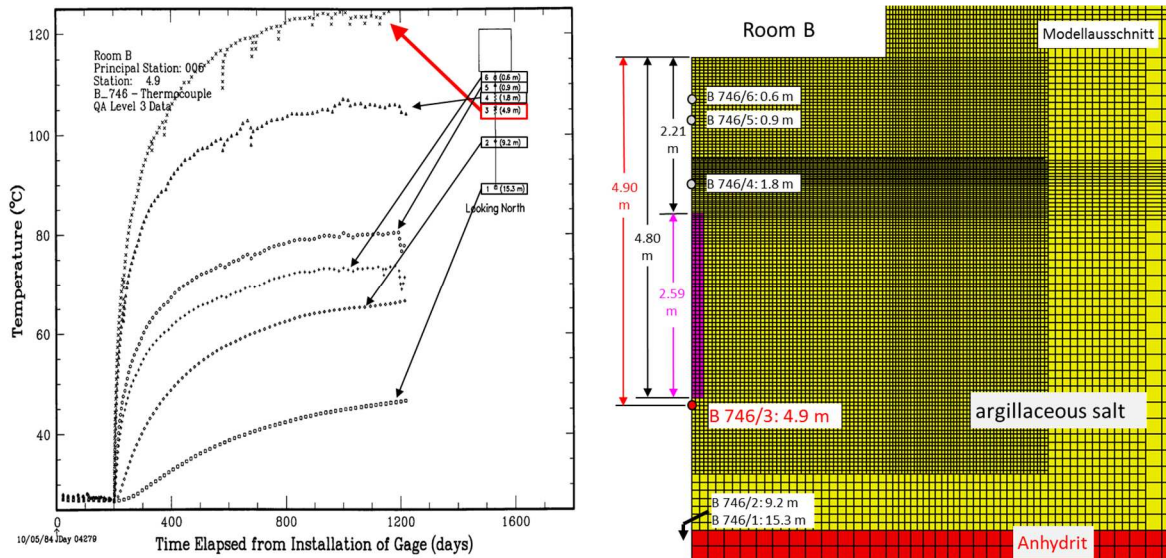 120
100
80
60
40
Temperature (°C)
Room B
Principal Station: 006
Station: 4.9
B_746 - Thermocouple
QA Level 3 Data
6 (0.6 m)
5 (0.9 m)
4 (1.8 m)
3 (4.9 m)
2 (9.2 m)
1 (15.3 m)
Looking North
0 400 800 1200 1600
10/05/84 Day 04279
Time Elapsed from Installation of Gage (days)
Room B
Modellausschnitt
B 746/6: 0.6 m
B 746/5: 0.9 m
2.21
m
B 746/4: 1.8 m
4.90
m
4.80
m
2.59
m
B 746/3: 4.9 m
argillaceous salt
B 746/2: 9.2 m
B 746/1: 15.3 m
Anhydrit